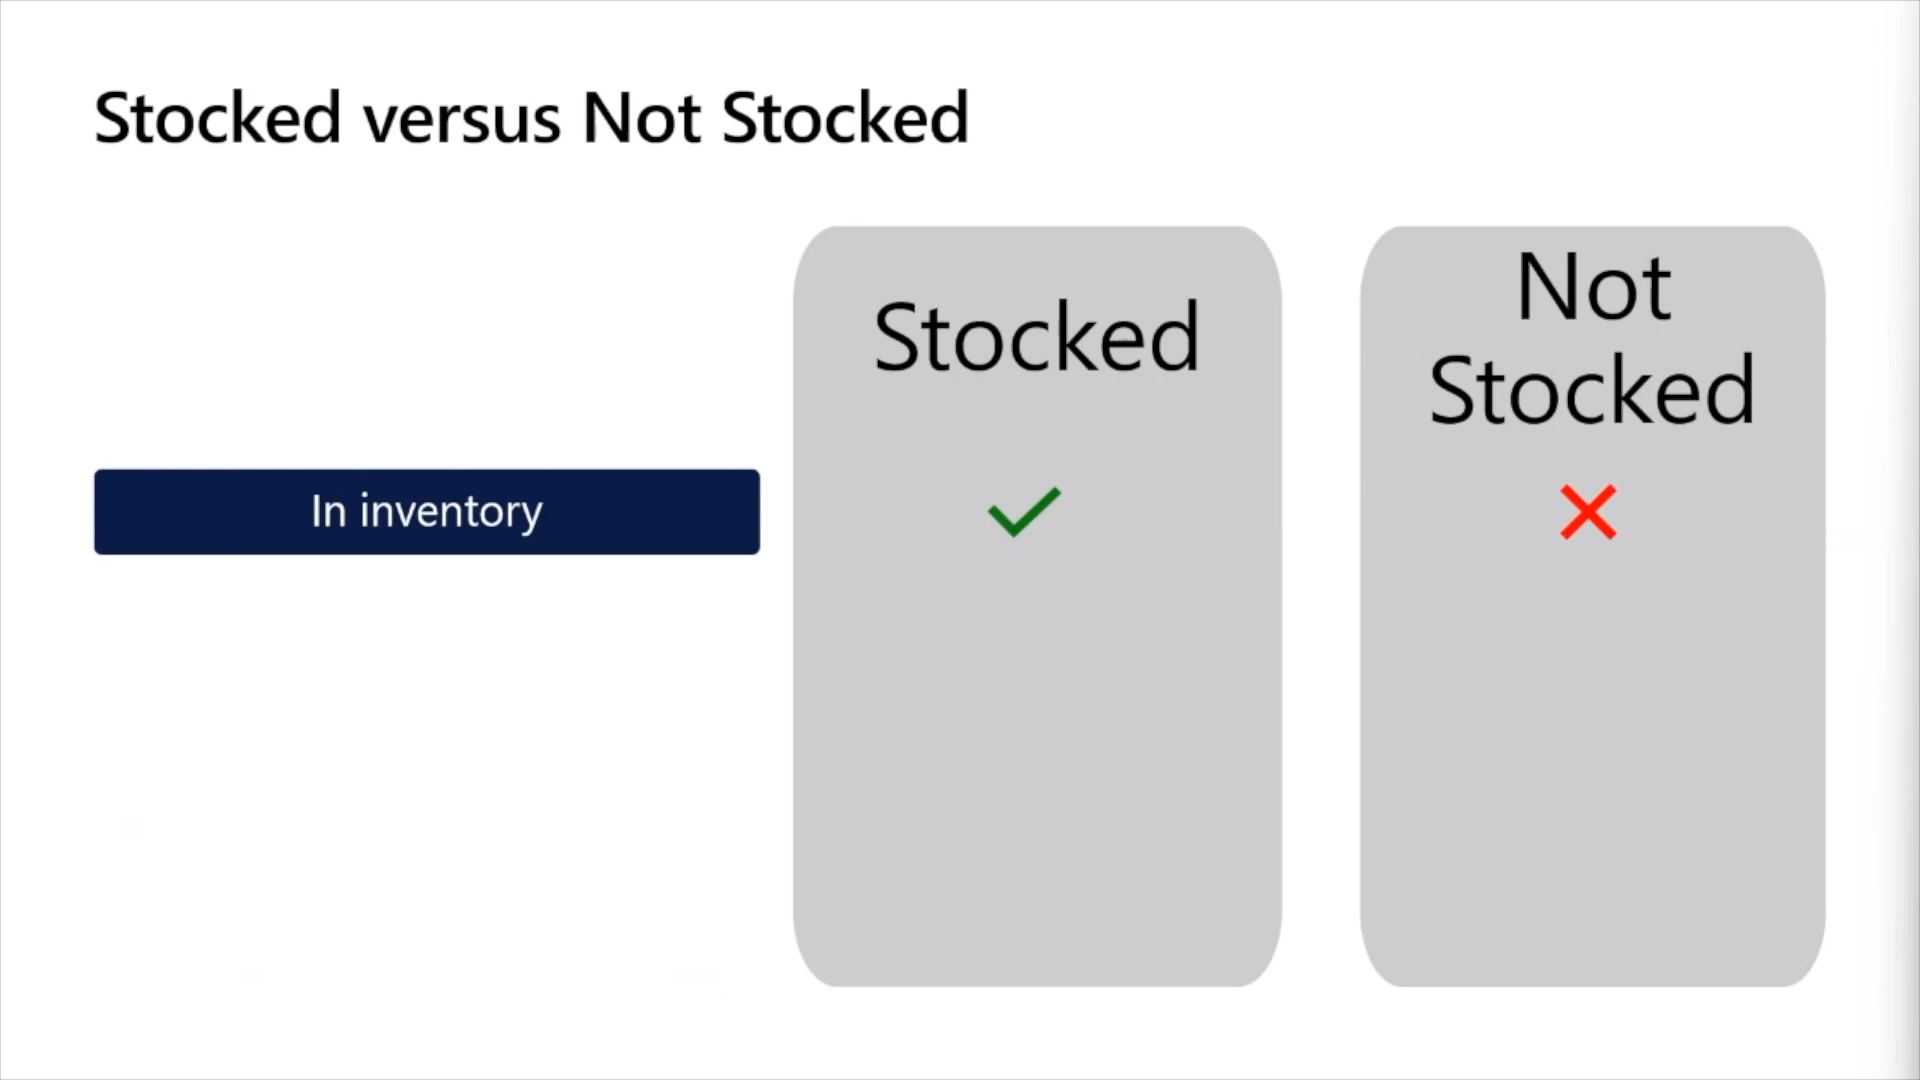 Stocked versus Not Stocked
Stocked
Not
Stocked
In inventory